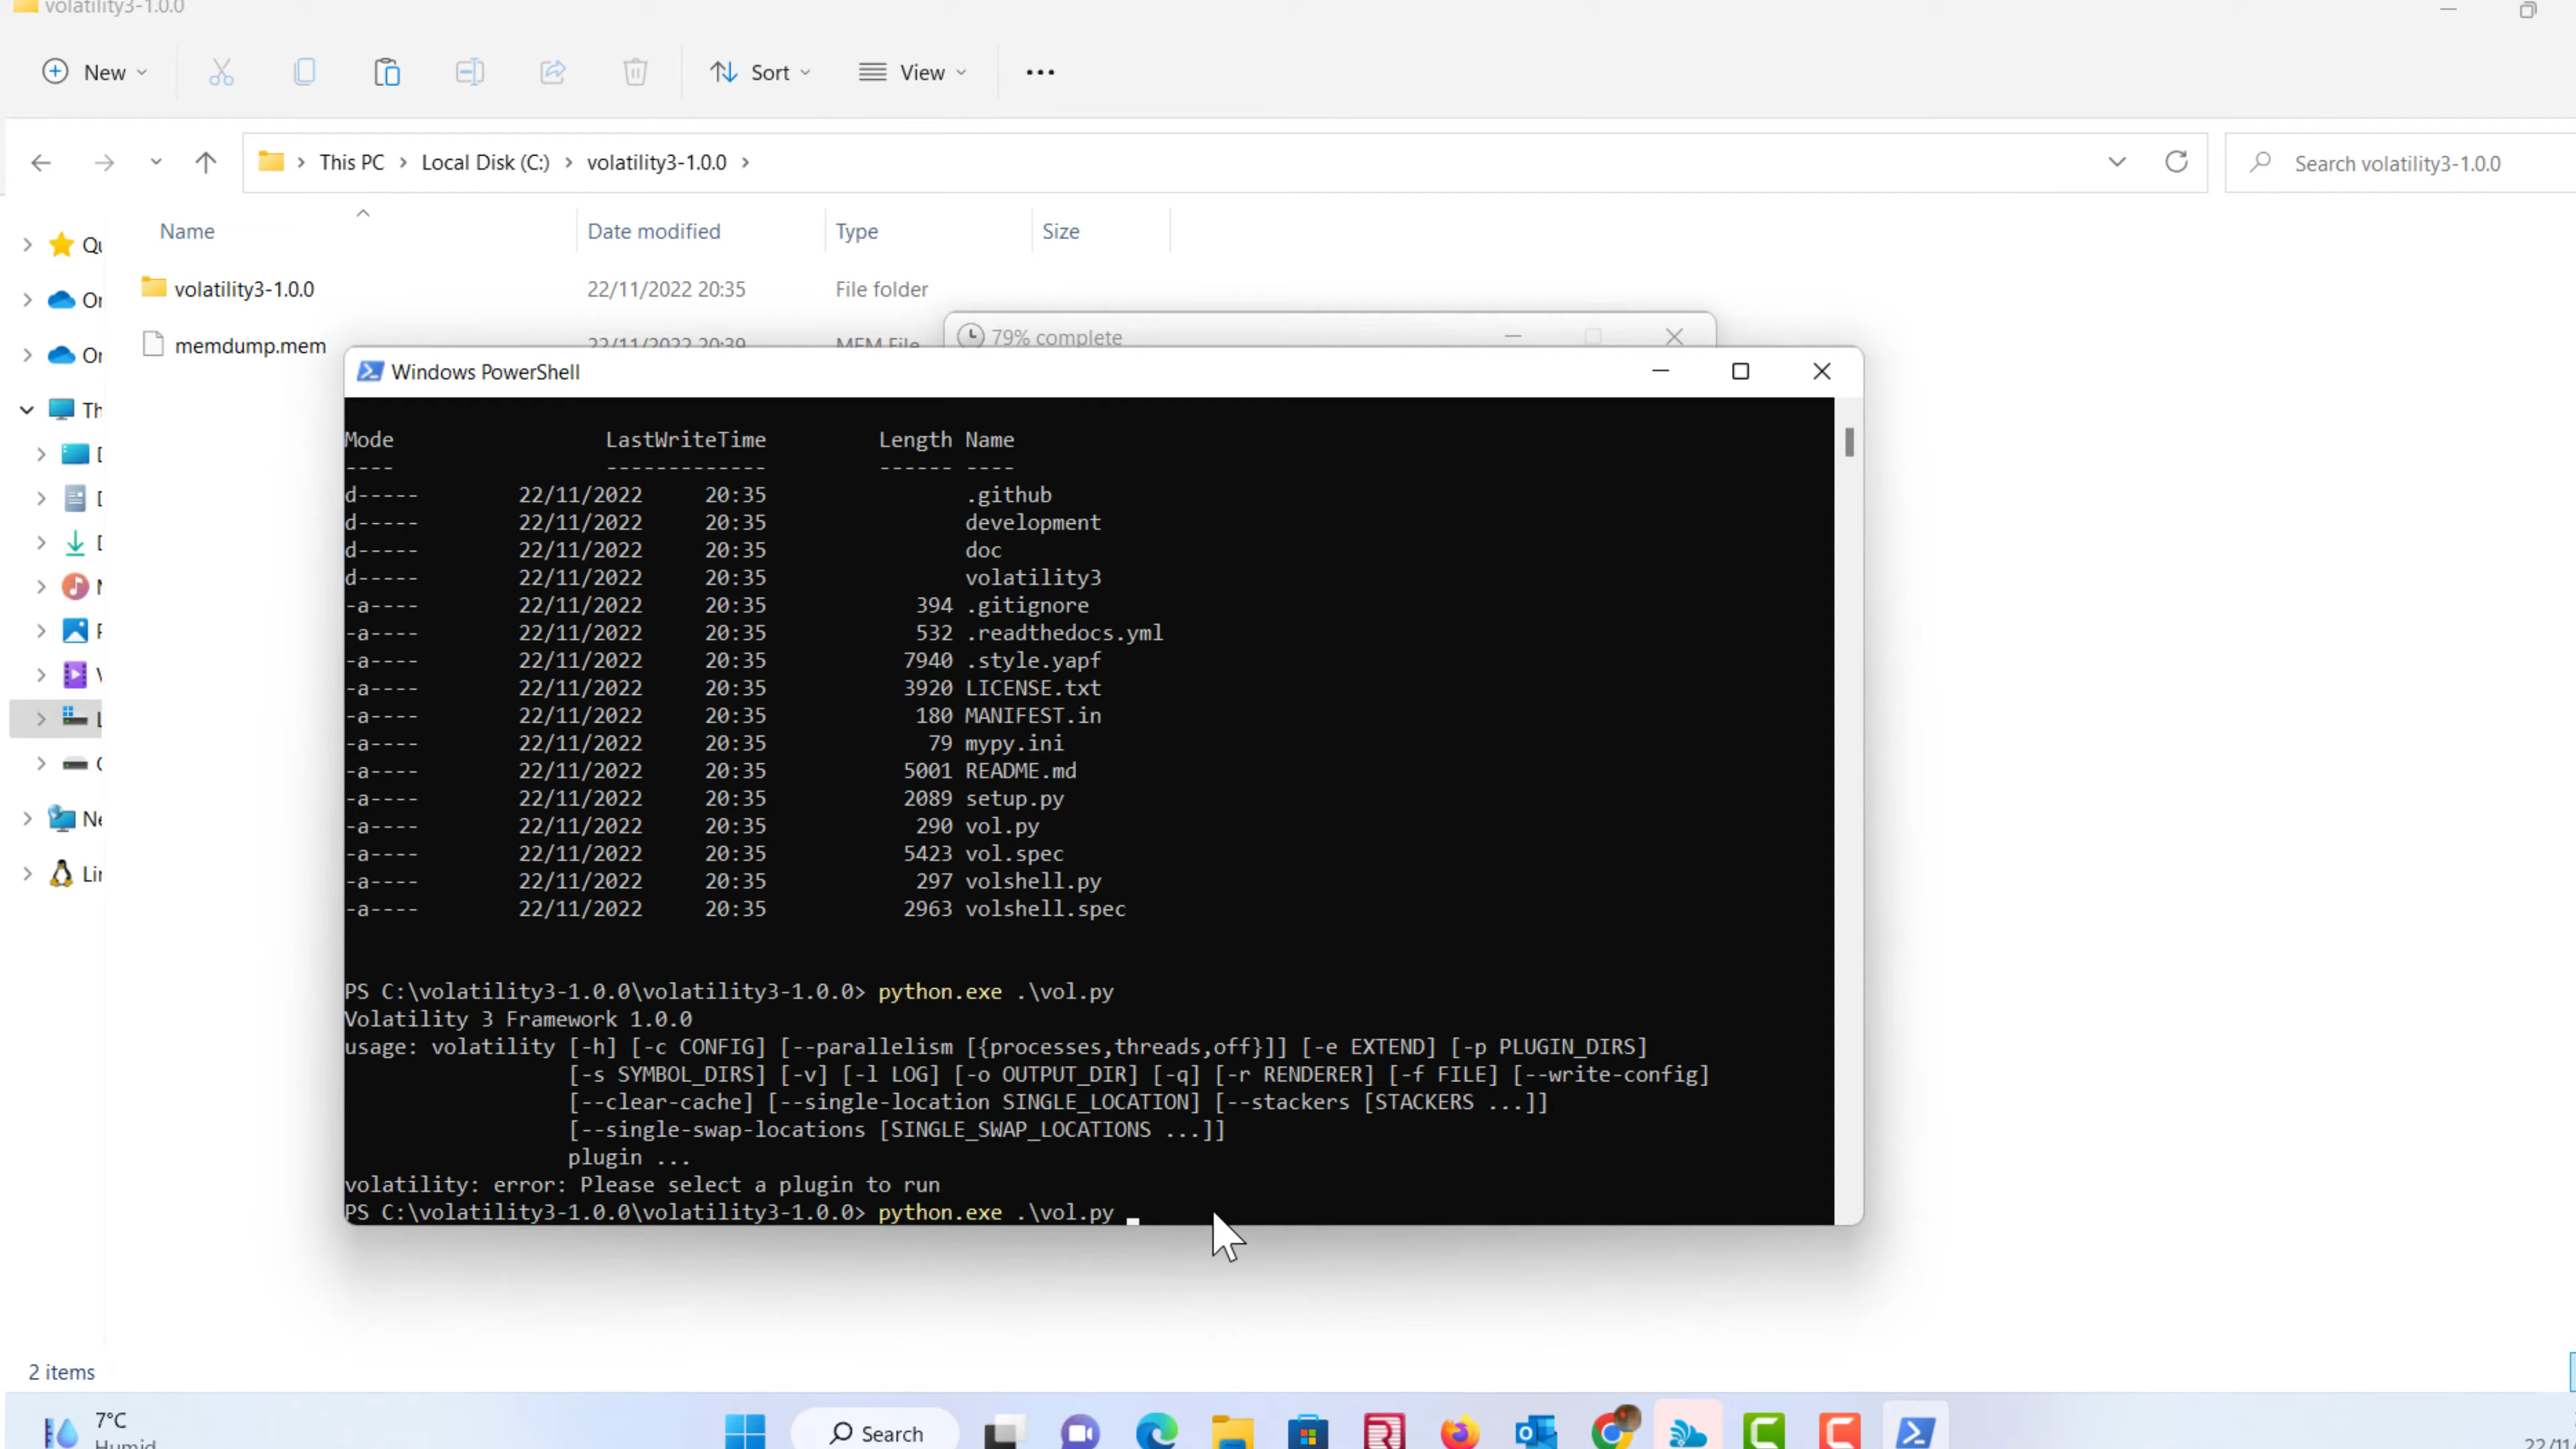 volatility3-1.0.0
New
Sort
View
This PC
Local Disk (C:)
volatility3-1.0.0
Search volatility3-1.0.0
Name
Date modified
Type
Size
volatility3-1.0.0
22/11/2022 20:35
File folder
memdump.mem
22/11/2022 20:39
MEM File
79% complete
Windows PowerShell
Mode                LastWriteTime         Length Name
----                -------------         ------ ----
d-----        22/11/2022     20:35                .github
d-----        22/11/2022     20:35                development
d-----        22/11/2022     20:35                doc
d-----        22/11/2022     20:35                volatility3
-a----        22/11/2022     20:35            394 .gitignore
-a----        22/11/2022     20:35            532 .readthedocs.yml
-a----        22/11/2022     20:35           7940 .style.yapf
-a----        22/11/2022     20:35           3920 LICENSE.txt
-a----        22/11/2022     20:35            180 MANIFEST.in
-a----        22/11/2022     20:35             79 mypy.ini
-a----        22/11/2022     20:35           5001 README.md
-a----        22/11/2022     20:35           2089 setup.py
-a----        22/11/2022     20:35            290 vol.py
-a----        22/11/2022     20:35           5423 vol.spec
-a----        22/11/2022     20:35            297 volshell.py
-a----        22/11/2022     20:35           2963 volshell.spec
PS C:\volatility3-1.0.0\volatility3-1.0.0> python.exe .\vol.py
Volatility 3 Framework 1.0.0
usage: volatility [-h] [-c CONFIG] [--parallelism [{processes,threads,off}]] [-e EXTEND] [-p PLUGIN_DIRS]
[-s SYMBOL_DIRS] [-v] [-l LOG] [-o OUTPUT_DIR] [-q] [-r RENDERER] [-f FILE] [--write-config]
[--clear-cache] [--single-location SINGLE_LOCATION] [--stackers [STACKERS ...]]
[--single-swap-locations [SINGLE_SWAP_LOCATIONS ...]]
plugin ...
volatility: error: Please select a plugin to run
PS C:\volatility3-1.0.0\volatility3-1.0.0> python.exe .\vol.py
2 items
7°C
Humid
Search